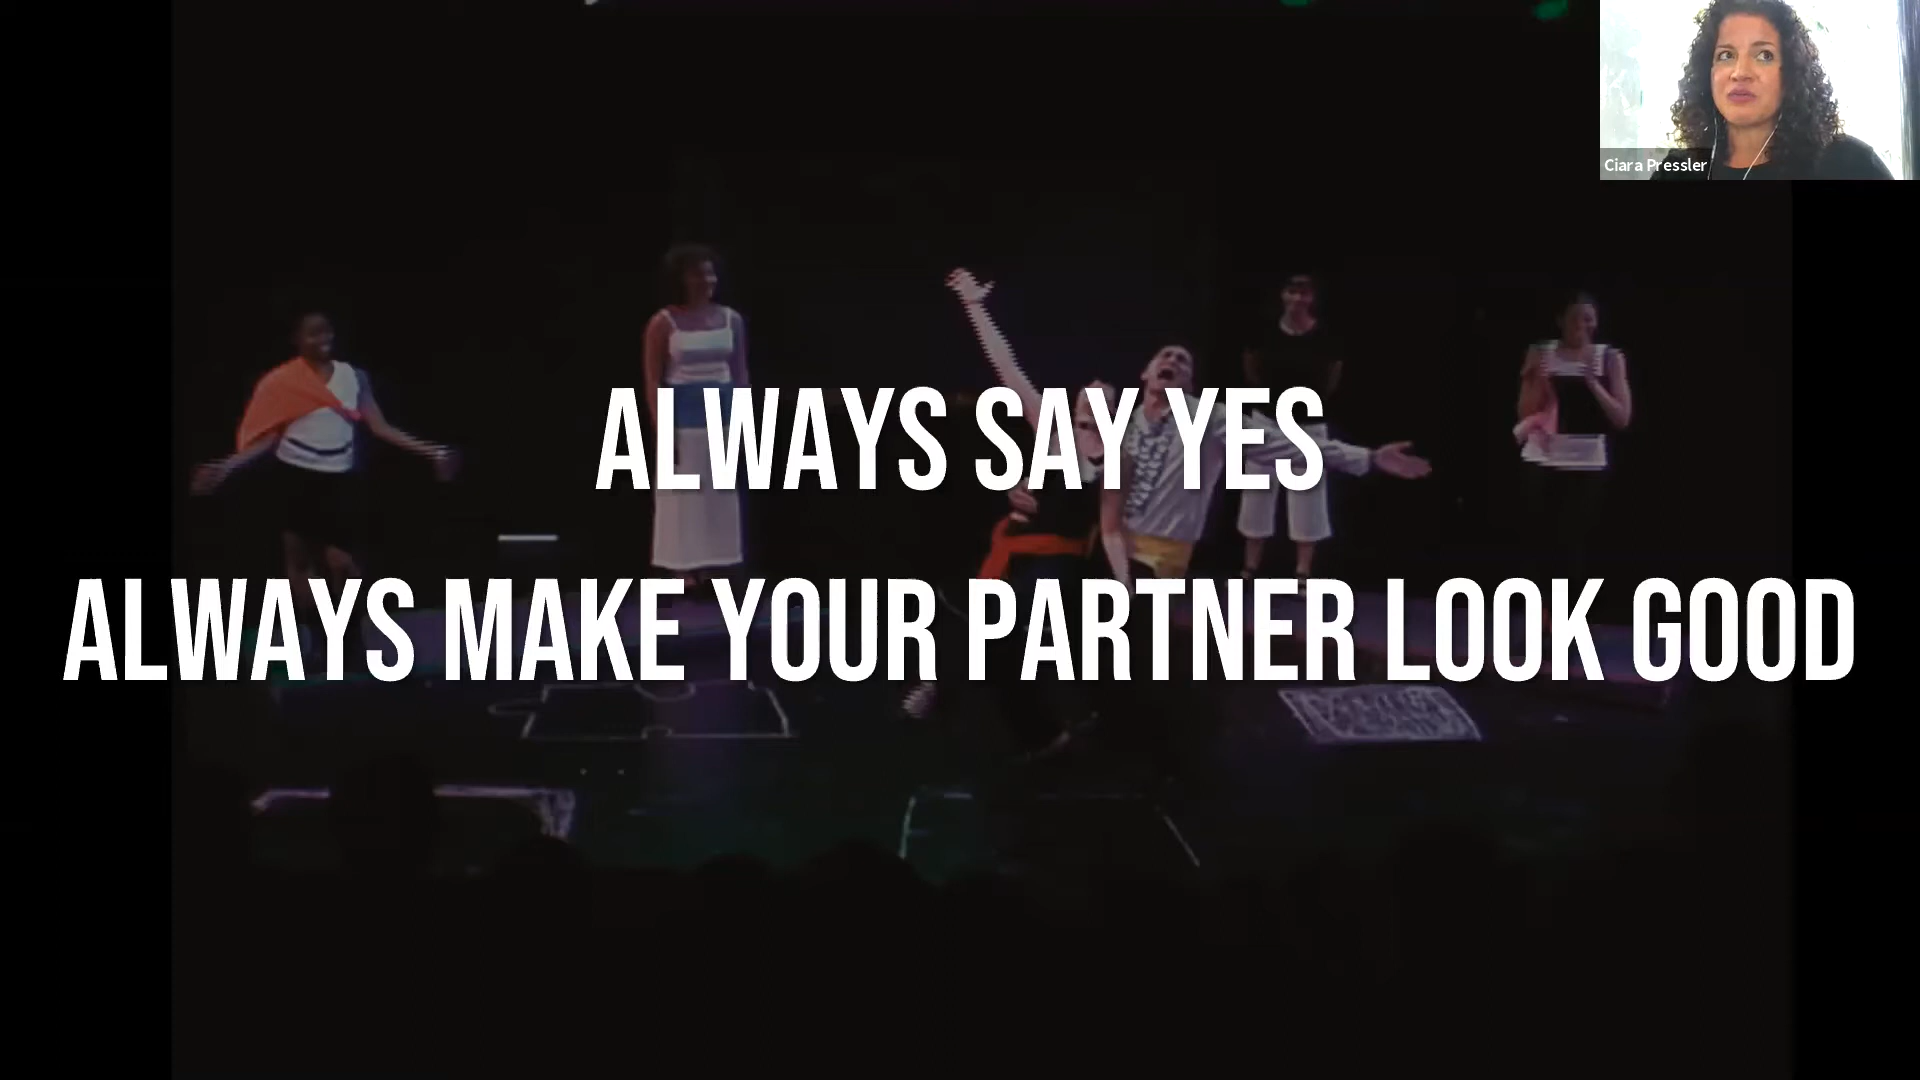 Ciara Pressler
ALWAYS SAY YES
ALWAYS MAKE YOUR PARTNER LOOK GOOD